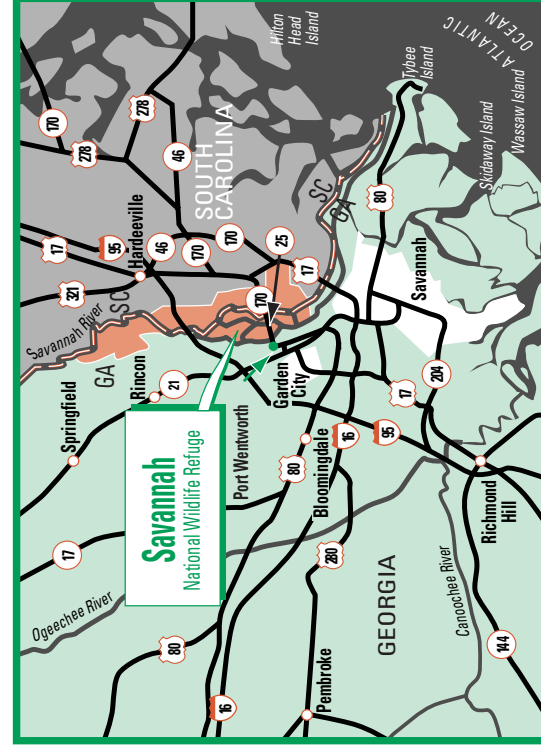 Savannah
National Wildlife Refuge
ATLANTIC
OCEAN
Hilton
Head
Island
Tybee
Island
Wassaw Island
Skidaway Island
SOUTH
CAROLINA
170
278
278
46
17
95
Hardeeville
46
170
170
25
321
SC
Savannah River
GA
SC
GA
17
170
80
Savannah
Springfield
Rincon
21
Garden
City
Port Wentworth
17
204
95
16
80
Bloomingdale
17
Ogeechee River
280
80
16
Pembroke
GEORGIA
Canoochee River
Richmond
Hill
144